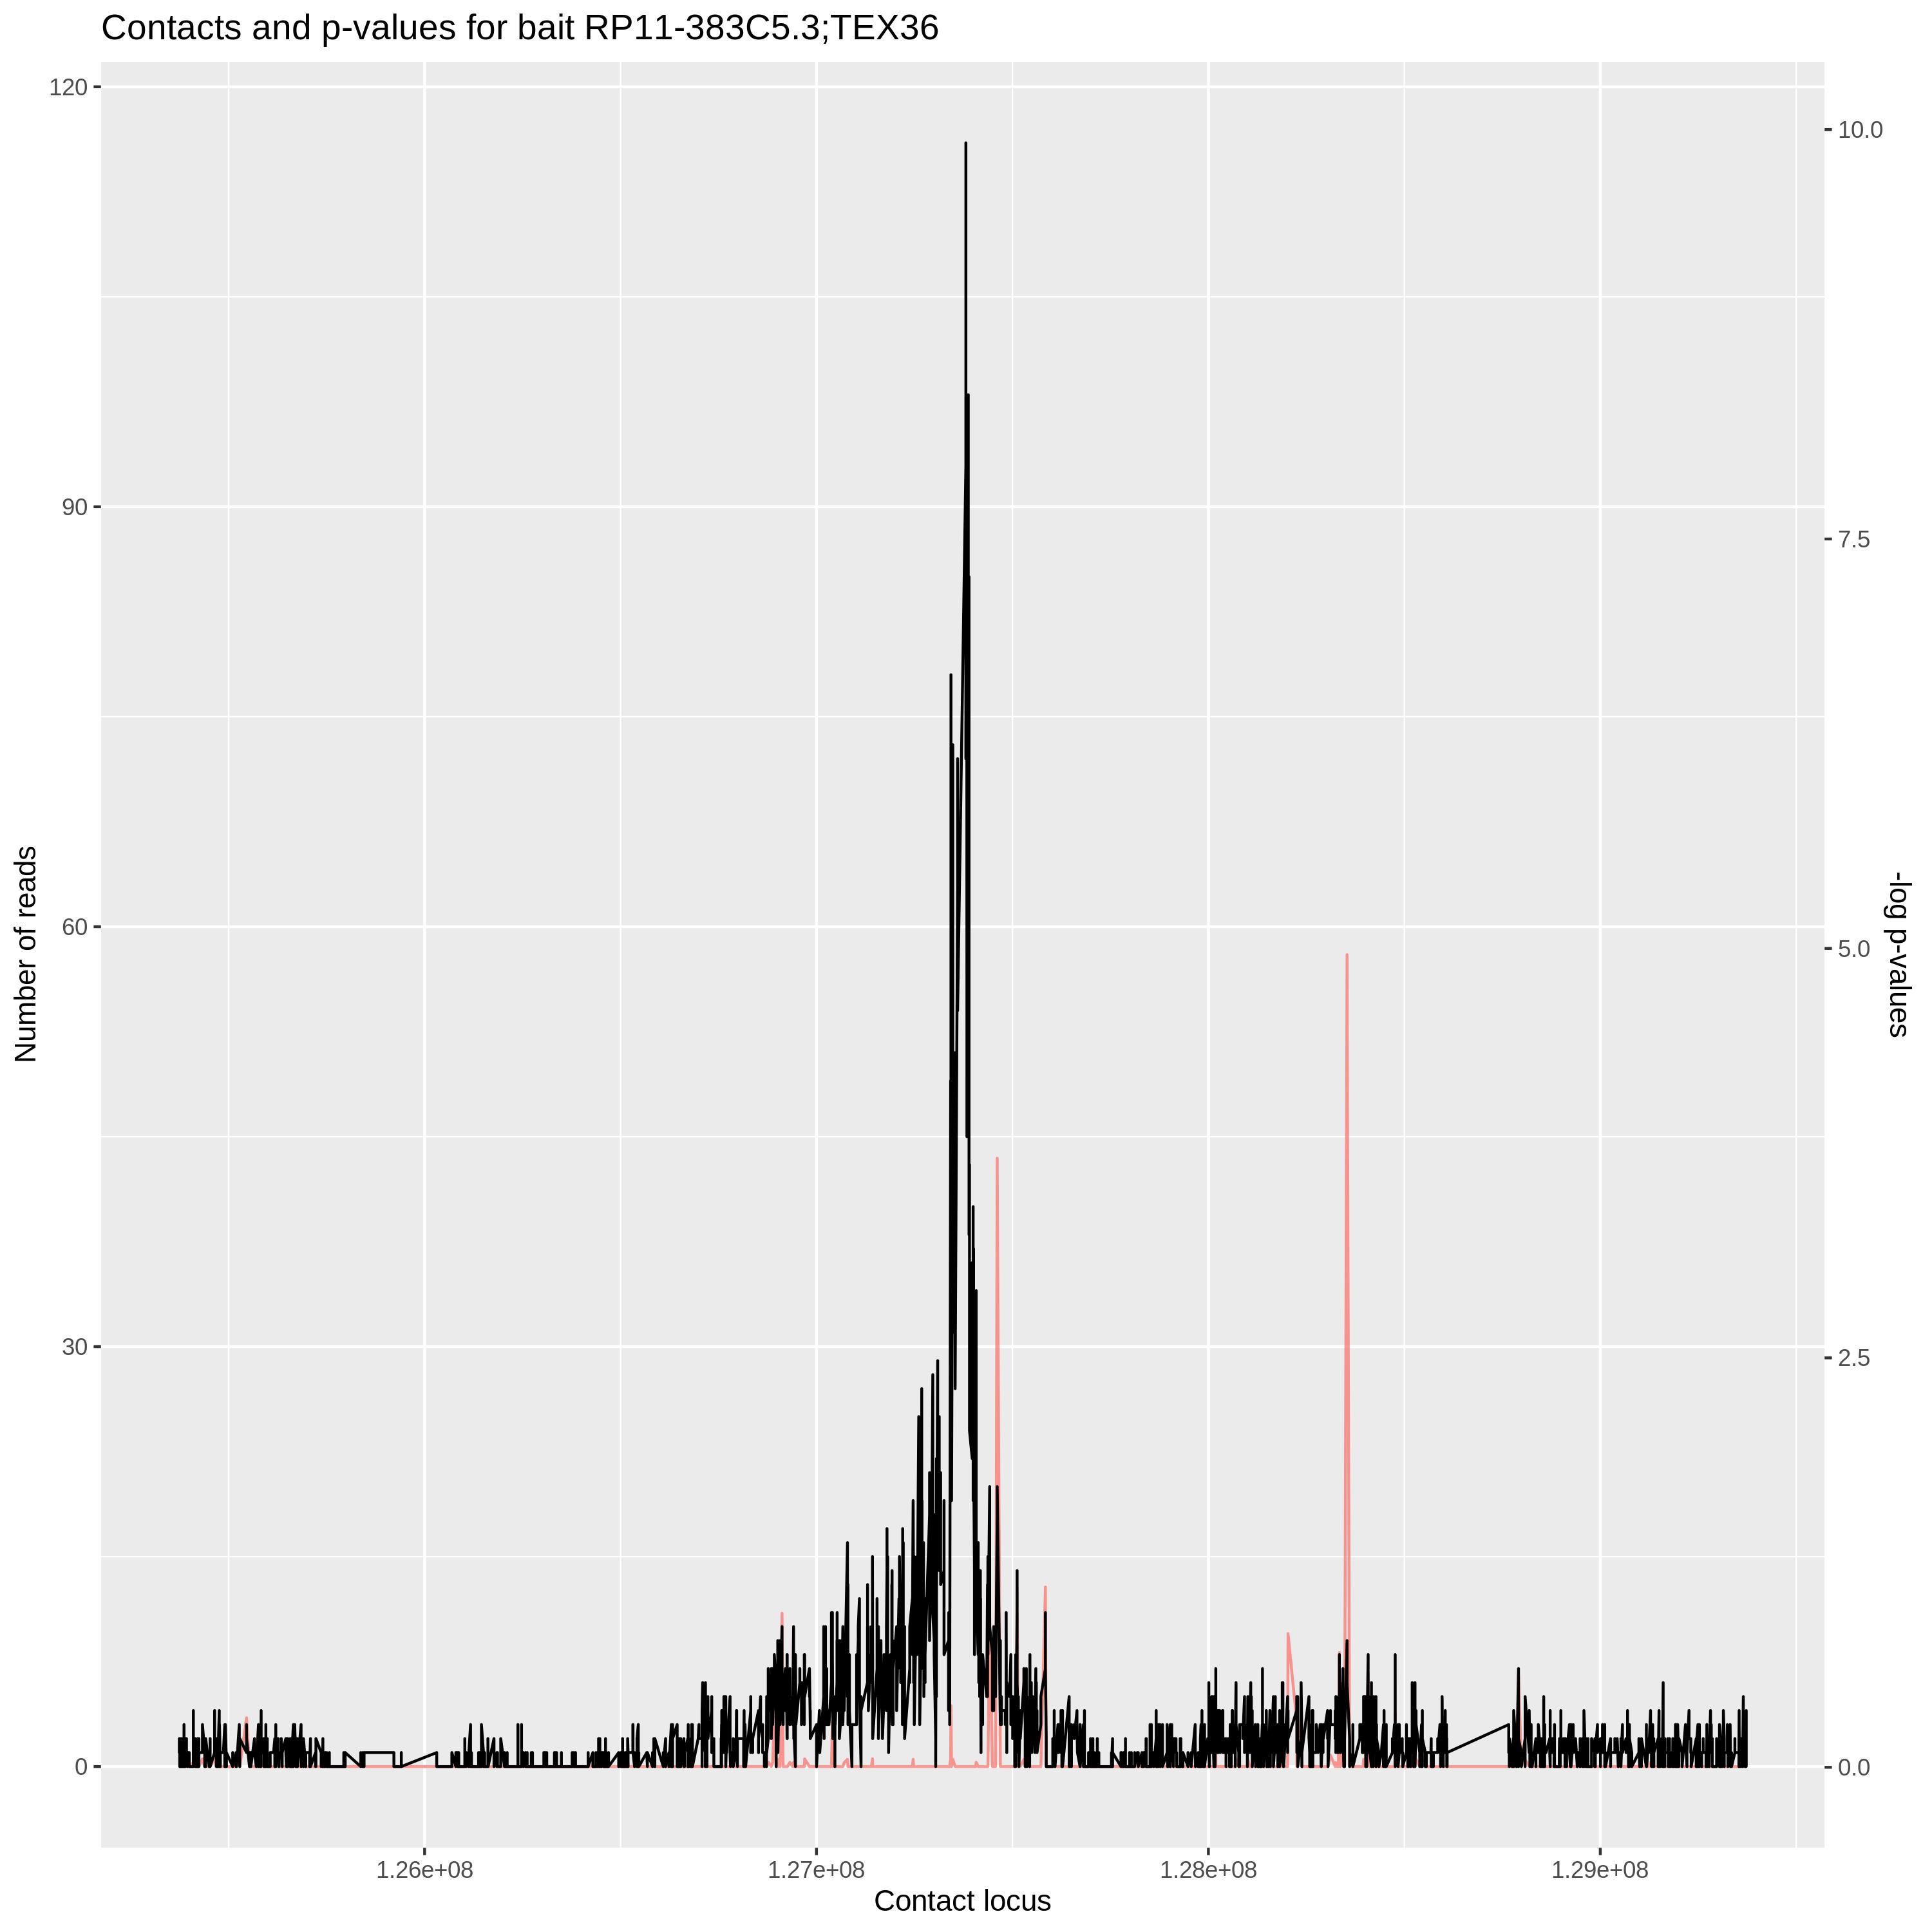 Contacts and p-values for bait RP11-383C5.3;TEX36
120
90
60
30
0
Number of reads
10.0
7.5
5.0
2.5
0.0
-log p-values
1.26e+08
1.27e+08
1.28e+08
1.29e+08
Contact locus